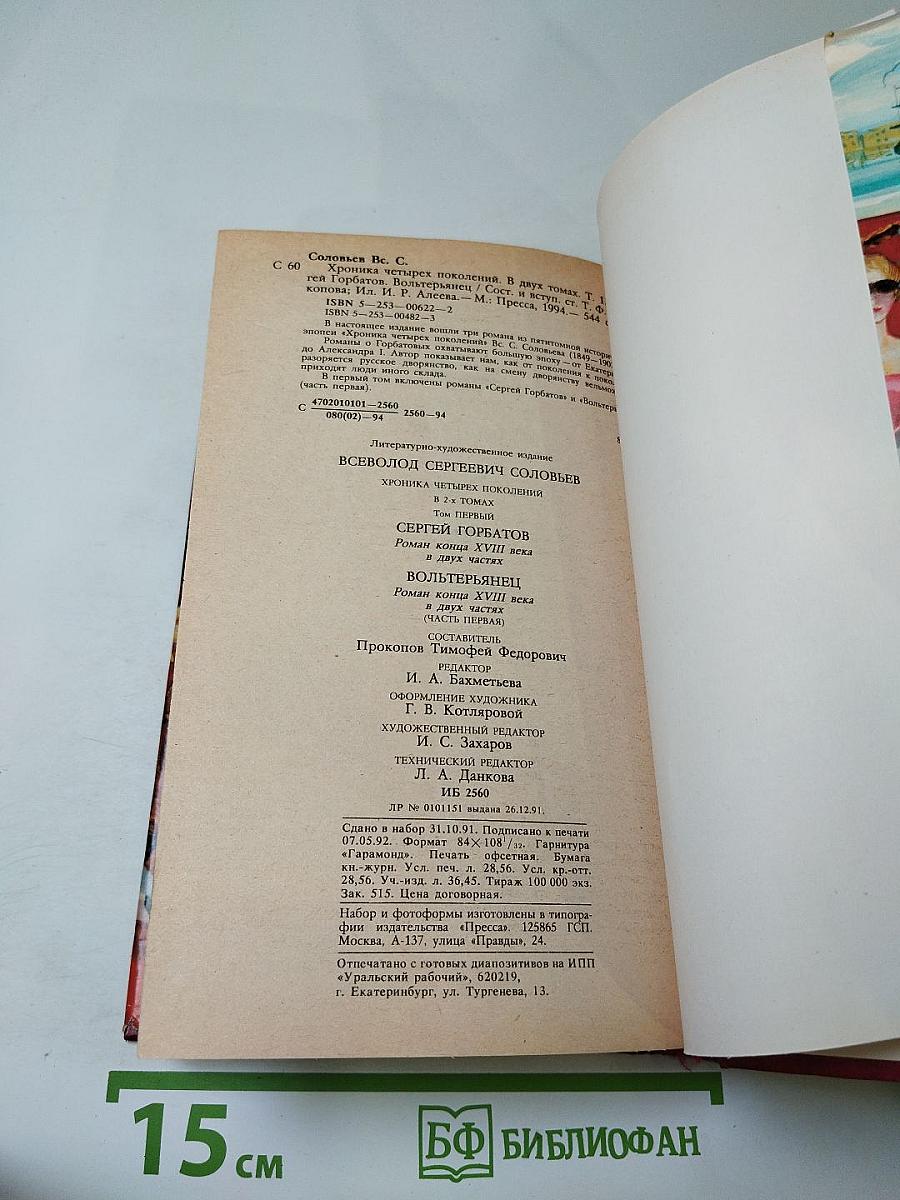 Соловьев Вс. С.
С 60 Хроника четырех поколений. В двух томах. Т. 1
гей Горбатов. Вольтерьянец / Сост. и вступ. ст. Т. Ф.
копова; Ил. И. Р. Алеева.— М.: Пресса, 1994.— 544 с
ISBN 5—253—00622—2
ISBN 5—253—00482—3
В настоящее издание вошли три романа из пятитомной
эпопеи «Хроника четырех поколений» Вс. С. Соловьева (1849—190
Романы о Горбатовых охватывают большую эпоху — от
до Александра I. Автор показывает нам, как от поколения к
разоряется русское дворянство, как на смену дворянству
приходят люди иного склада.
В первый том включены романы «Сергей Горбатов» и
(часть первая).
С 4702010101—2560
080(02)—94 2560—94
Литературно-художественное издание
ВСЕВОЛОД СЕРГЕЕВИЧ СОЛОВЬЕВ
ХРОНИКА ЧЕТЫРЕХ ПОКОЛЕНИЙ
В 2-х ТОМАХ
Том ПЕРВЫЙ
СЕРГЕЙ ГОРБАТОВ
Роман конца XVIII века
в двух частях
ВОЛЬТЕРЬЯНЕЦ
Роман конца XVIII века
в двух частях
(ЧАСТЬ ПЕРВАЯ)
СОСТАВИТЕЛЬ
Прокопов Тимофей Федорович
РЕДАКТОР
И. А. Бахметьева
ОФОРМЛЕНИЕ ХУДОЖНИКА
Г. В. Котляровой
ХУДОЖЕСТВЕННЫЙ РЕДАКТОР
И. С. Захаров
ТЕХНИЧЕСКИЙ РЕДАКТОР
Л. А. Данкова
ИБ 2560
ЛР № 0101151 выдана 26.12.91.
Сдано в набор 31.10.91. Подписано к печати
07.05.92. Формат 84×108¹/₃₂. Гарнитура
«Гарамонд». Печать офсетная. Бумага
кн.-журн. Усл. печ. л. 28,56. Усл. кр.-отт.
28,56. Уч.-изд. л. 36,45. Тираж 100 000 экз.
Зак. 515. Цена договорная.
Набор и фотоформы изготовлены в типогра-
фии издательства «Пресса». 125865 ГСП.
Москва, А-137, улица «Правды», 24.
Отпечатано с готовых диапозитивов на ИПП
«Уральский рабочий», 620219,
г. Екатеринбург, ул. Тургенева, 13.
15 см БФ БИБЛИОФАН